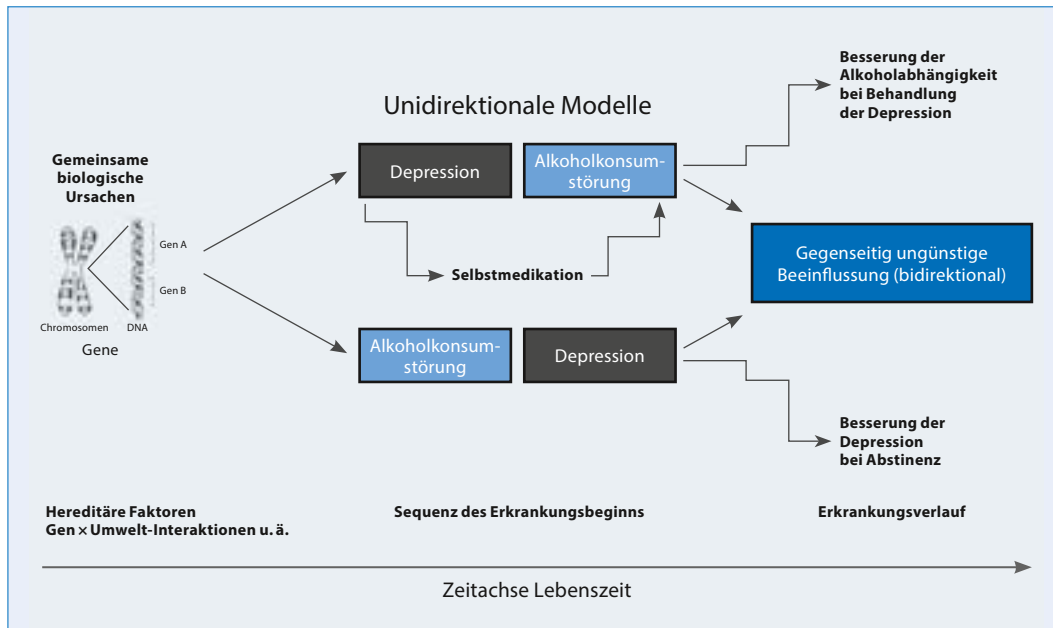 Unidirektionale Modelle
Gemeinsame
biologische
Ursachen
Gen A
Gen B
Chromosomen
DNA
Gene
Depression
Alkoholkonsum-
störung
Selbstmedikation
Alkoholkonsum-
störung
Depression
Besserung der
Alkoholabhängigkeit
bei Behandlung
der Depression
Gegenseitig ungünstige
Beeinflussung (bidirektional)
Besserung der
Depression
bei Abstinenz
Hereditäre Faktoren
Gen × Umwelt-Interaktionen u. ä.
Sequenz des Erkrankungsbeginns
Erkrankungsverlauf
Zeitachse Lebenszeit